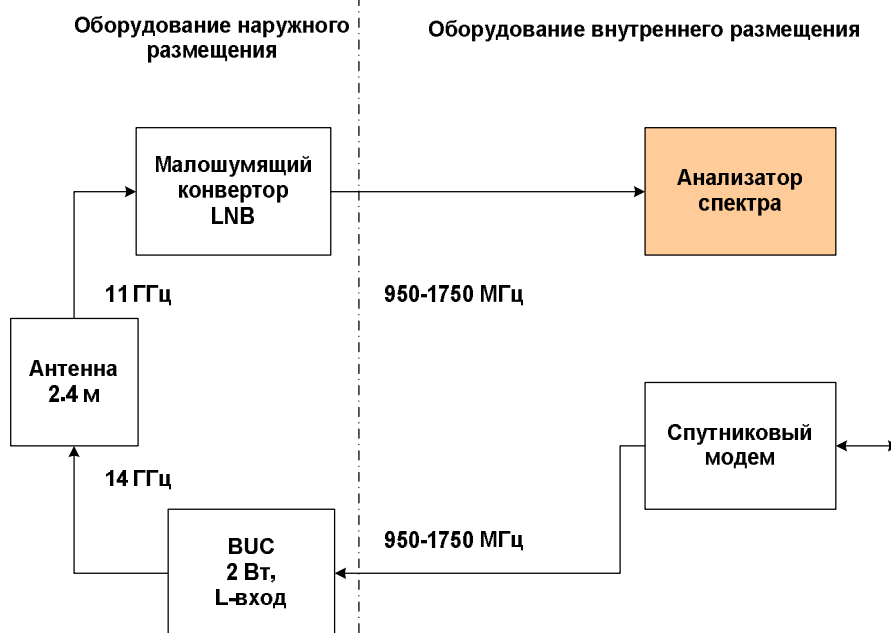 Оборудование наружного
размещения
Оборудование внутреннего размещения
Малошумящий
конвертор
LNB
Анализатор
спектра
11 ГГц
950-1750 МГц
Антенна
2.4 м
Спутниковый
модем
14 ГГц
950-1750 МГц
BUC
2 Вт,
L-вход